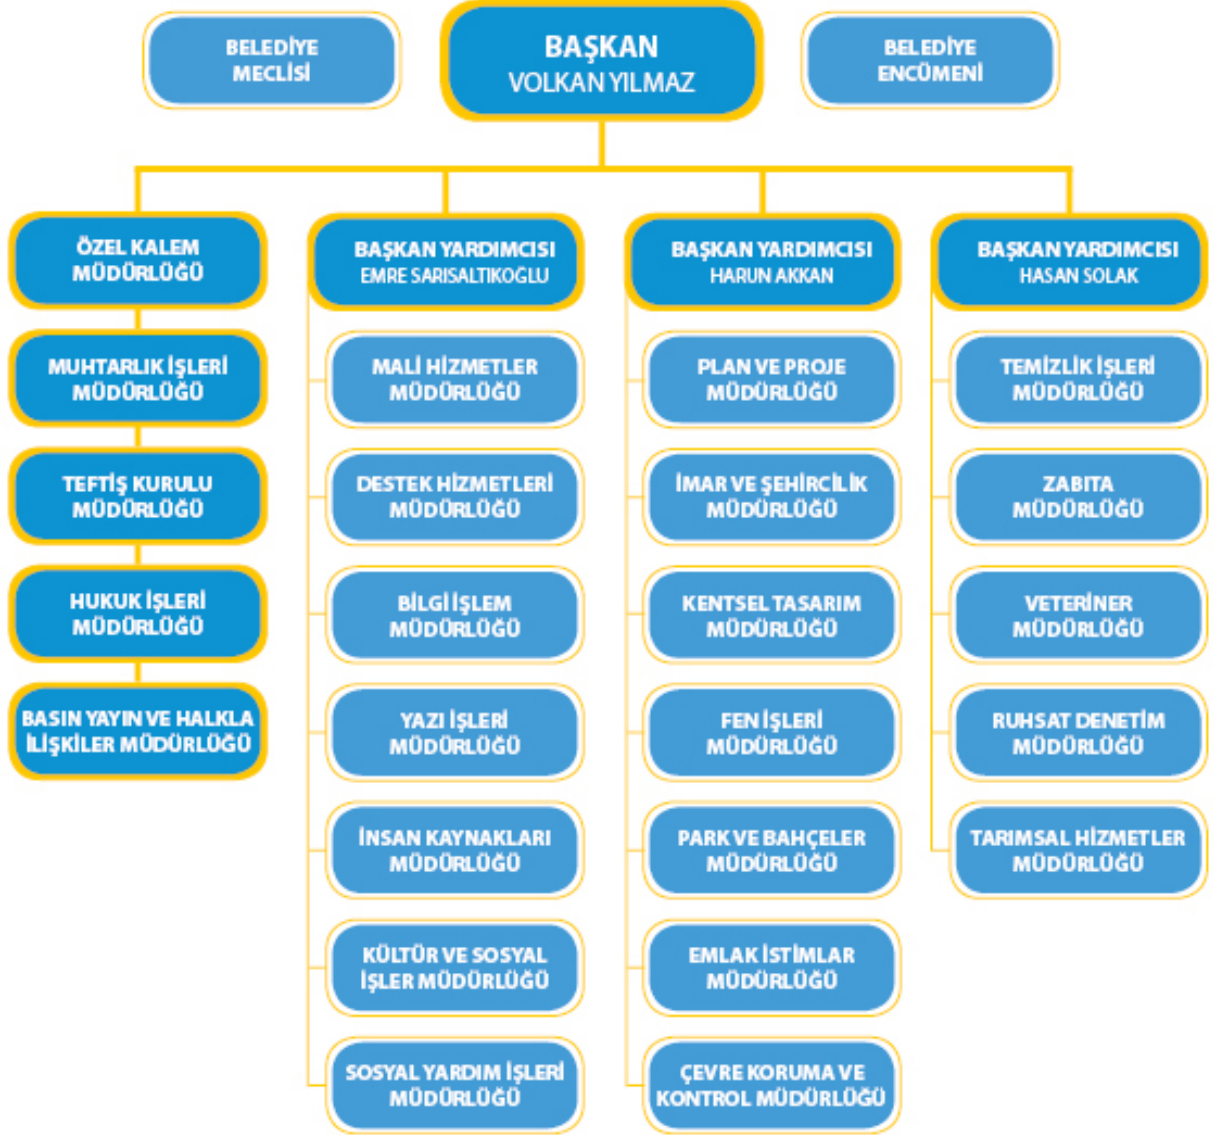 BELEDİYE
MECLİSİ
BAŞKAN
VOLKAN YILMAZ
BELEDİYE
ENCÜMENİ
ÖZEL KALEM
MÜDÜRLÜĞÜ
MUHTARLIK İŞLERİ
MÜDÜRLÜĞÜ
TEFTİŞ KURULU
MÜDÜRLÜĞÜ
HUKUK İŞLERİ
MÜDÜRLÜĞÜ
BASIN YAYIN VE HALKLA
İLİŞKİLER MÜDÜRLÜĞÜ
BAŞKAN YARDIMCISI
EMRE SARISALTIKOĞLU
MALİ HİZMETLER
MÜDÜRLÜĞÜ
DESTEK HİZMETLERİ
MÜDÜRLÜĞÜ
BİLGİ İŞLEM
MÜDÜRLÜĞÜ
YAZI İŞLERİ
MÜDÜRLÜĞÜ
İNSAN KAYNAKLARI
MÜDÜRLÜĞÜ
KÜLTÜR VE SOSYAL
İŞLER MÜDÜRLÜĞÜ
SOSYAL YARDIM İŞLERİ
MÜDÜRLÜĞÜ
BAŞKAN YARDIMCISI
HARUN AKKAN
PLAN VE PROJE
MÜDÜRLÜĞÜ
İMAR VE ŞEHİRCİLİK
MÜDÜRLÜĞÜ
KENTSEL TASARIM
MÜDÜRLÜĞÜ
FEN İŞLERİ
MÜDÜRLÜĞÜ
PARK VE BAHÇELER
MÜDÜRLÜĞÜ
EMLAK İSTİMLAR
MÜDÜRLÜĞÜ
ÇEVRE KORUMA VE
KONTROL MÜDÜRLÜĞÜ
BAŞKAN YARDIMCISI
HASAN SOLAK
TEMİZLİK İŞLERİ
MÜDÜRLÜĞÜ
ZABITA
MÜDÜRLÜĞÜ
VETERİNER
MÜDÜRLÜĞÜ
RUHSAT DENETİM
MÜDÜRLÜĞÜ
TARIMSAL HİZMETLER
MÜDÜRLÜĞÜ